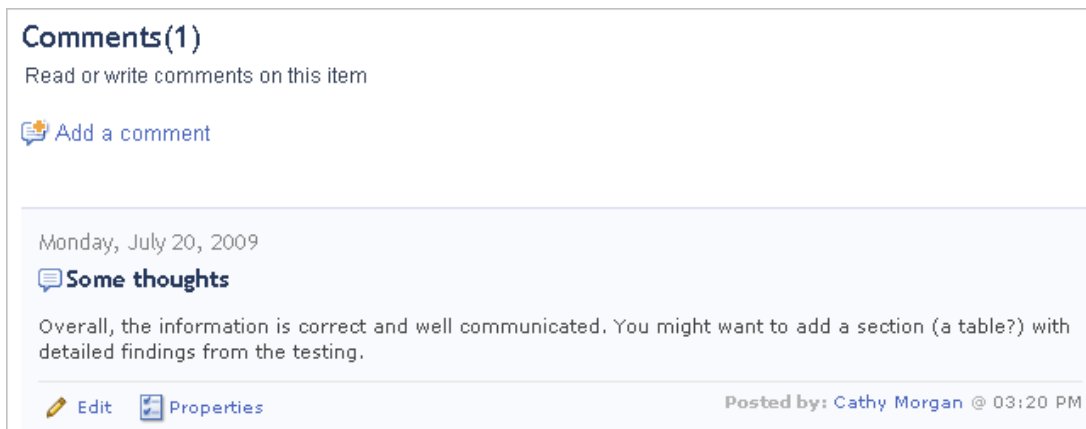 Comments(1)
Read or write comments on this item
Add a comment
Monday, July 20, 2009
Some thoughts
Overall, the information is correct and well communicated. You might want to add a section (a table?) with
detailed findings from the testing.
Edit Properties Posted by: Cathy Morgan @ 03:20 PM